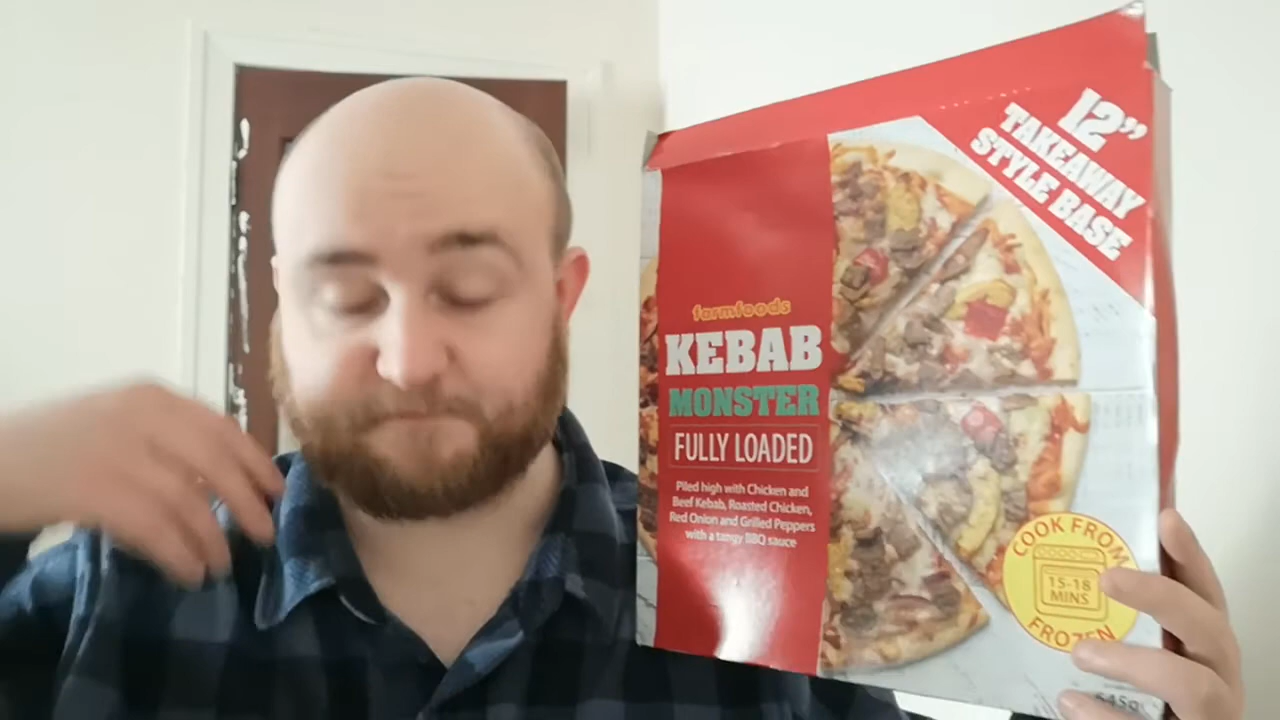 12"
TAKEAWAY
STYLE BASE
farmfoods
KEBAB
MONSTER
FULLY LOADED
Piled high with Chicken and
Beef Kebab, Roasted Chicken,
Red Onion and Grilled Peppers
with a tangy BBQ sauce
COOK FROM
15-18
MINS
FROZEN
645g